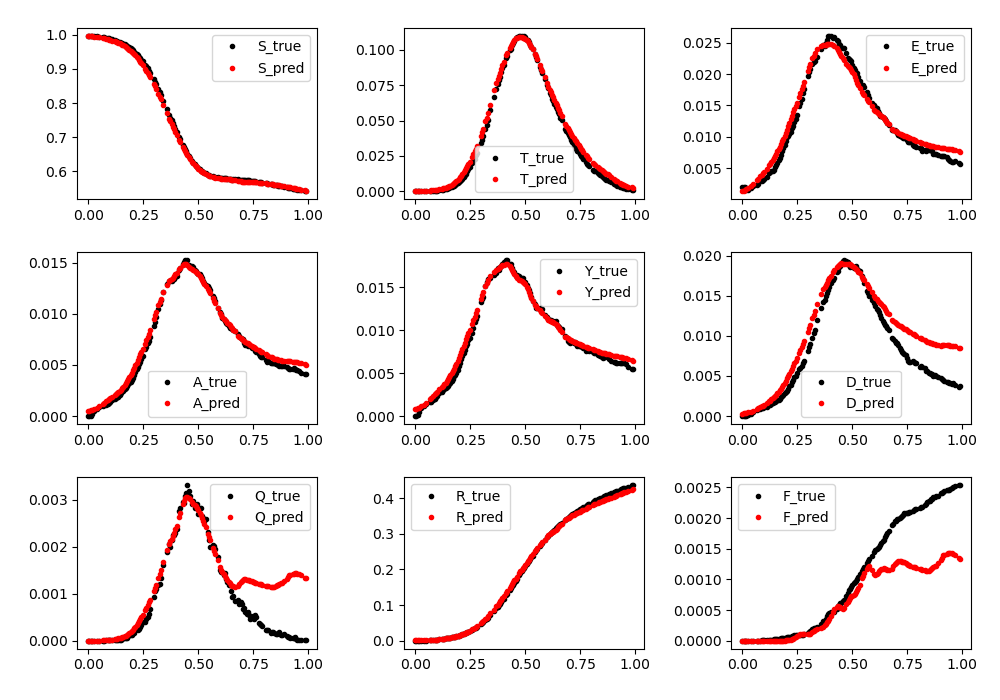 1.0
0.9
0.8
0.7
0.6
S_true
S_pred
0.00 0.25 0.50 0.75 1.00
0.100
0.075
0.050
0.025
0.000
T_true
T_pred
0.00 0.25 0.50 0.75 1.00
0.025
0.020
0.015
0.010
0.005
E_true
E_pred
0.00 0.25 0.50 0.75 1.00
0.015
0.010
0.005
0.000
A_true
A_pred
0.00 0.25 0.50 0.75 1.00
0.015
0.010
0.005
0.000
Y_true
Y_pred
0.00 0.25 0.50 0.75 1.00
0.020
0.015
0.010
0.005
0.000
D_true
D_pred
0.00 0.25 0.50 0.75 1.00
0.003
0.002
0.001
0.000
Q_true
Q_pred
0.00 0.25 0.50 0.75 1.00
0.4
0.3
0.2
0.1
0.0
R_true
R_pred
0.00 0.25 0.50 0.75 1.00
0.0025
0.0020
0.0015
0.0010
0.0005
0.0000
F_true
F_pred
0.00 0.25 0.50 0.75 1.00